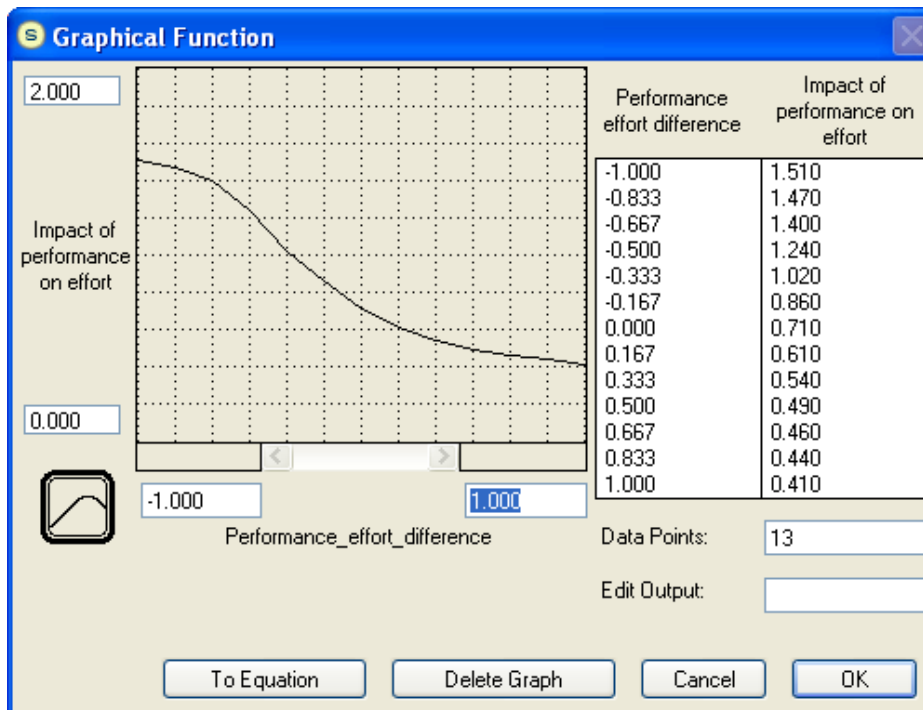 S Graphical Function
2.000
Impact of
performance
on effort
0.000
-1.000
1.000
Performance_effort_difference
Performance
effort difference
Impact of
performance on
effort
-1.000 1.510
-0.833 1.470
-0.667 1.400
-0.500 1.240
-0.333 1.020
-0.167 0.860
0.000 0.710
0.167 0.610
0.333 0.540
0.500 0.490
0.667 0.460
0.833 0.440
1.000 0.410
Data Points: 13
Edit Output:
To Equation
Delete Graph
Cancel
OK